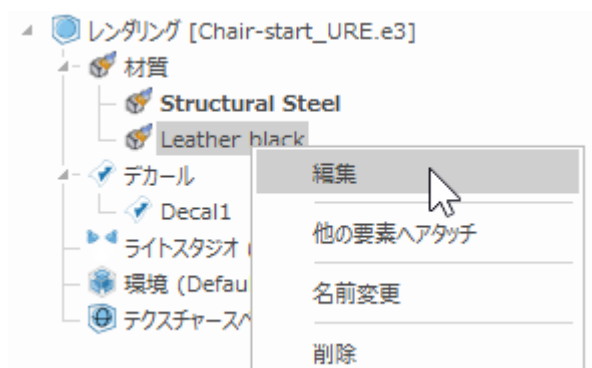 レンダリング [Chair-start_URE.e3]
材質
Structural Steel
Leather black
編集
デカール
Decal1
他の要素へアタッチ
ライトスタジオ
環境 (Defau
名前変更
テクスチャースペ
削除